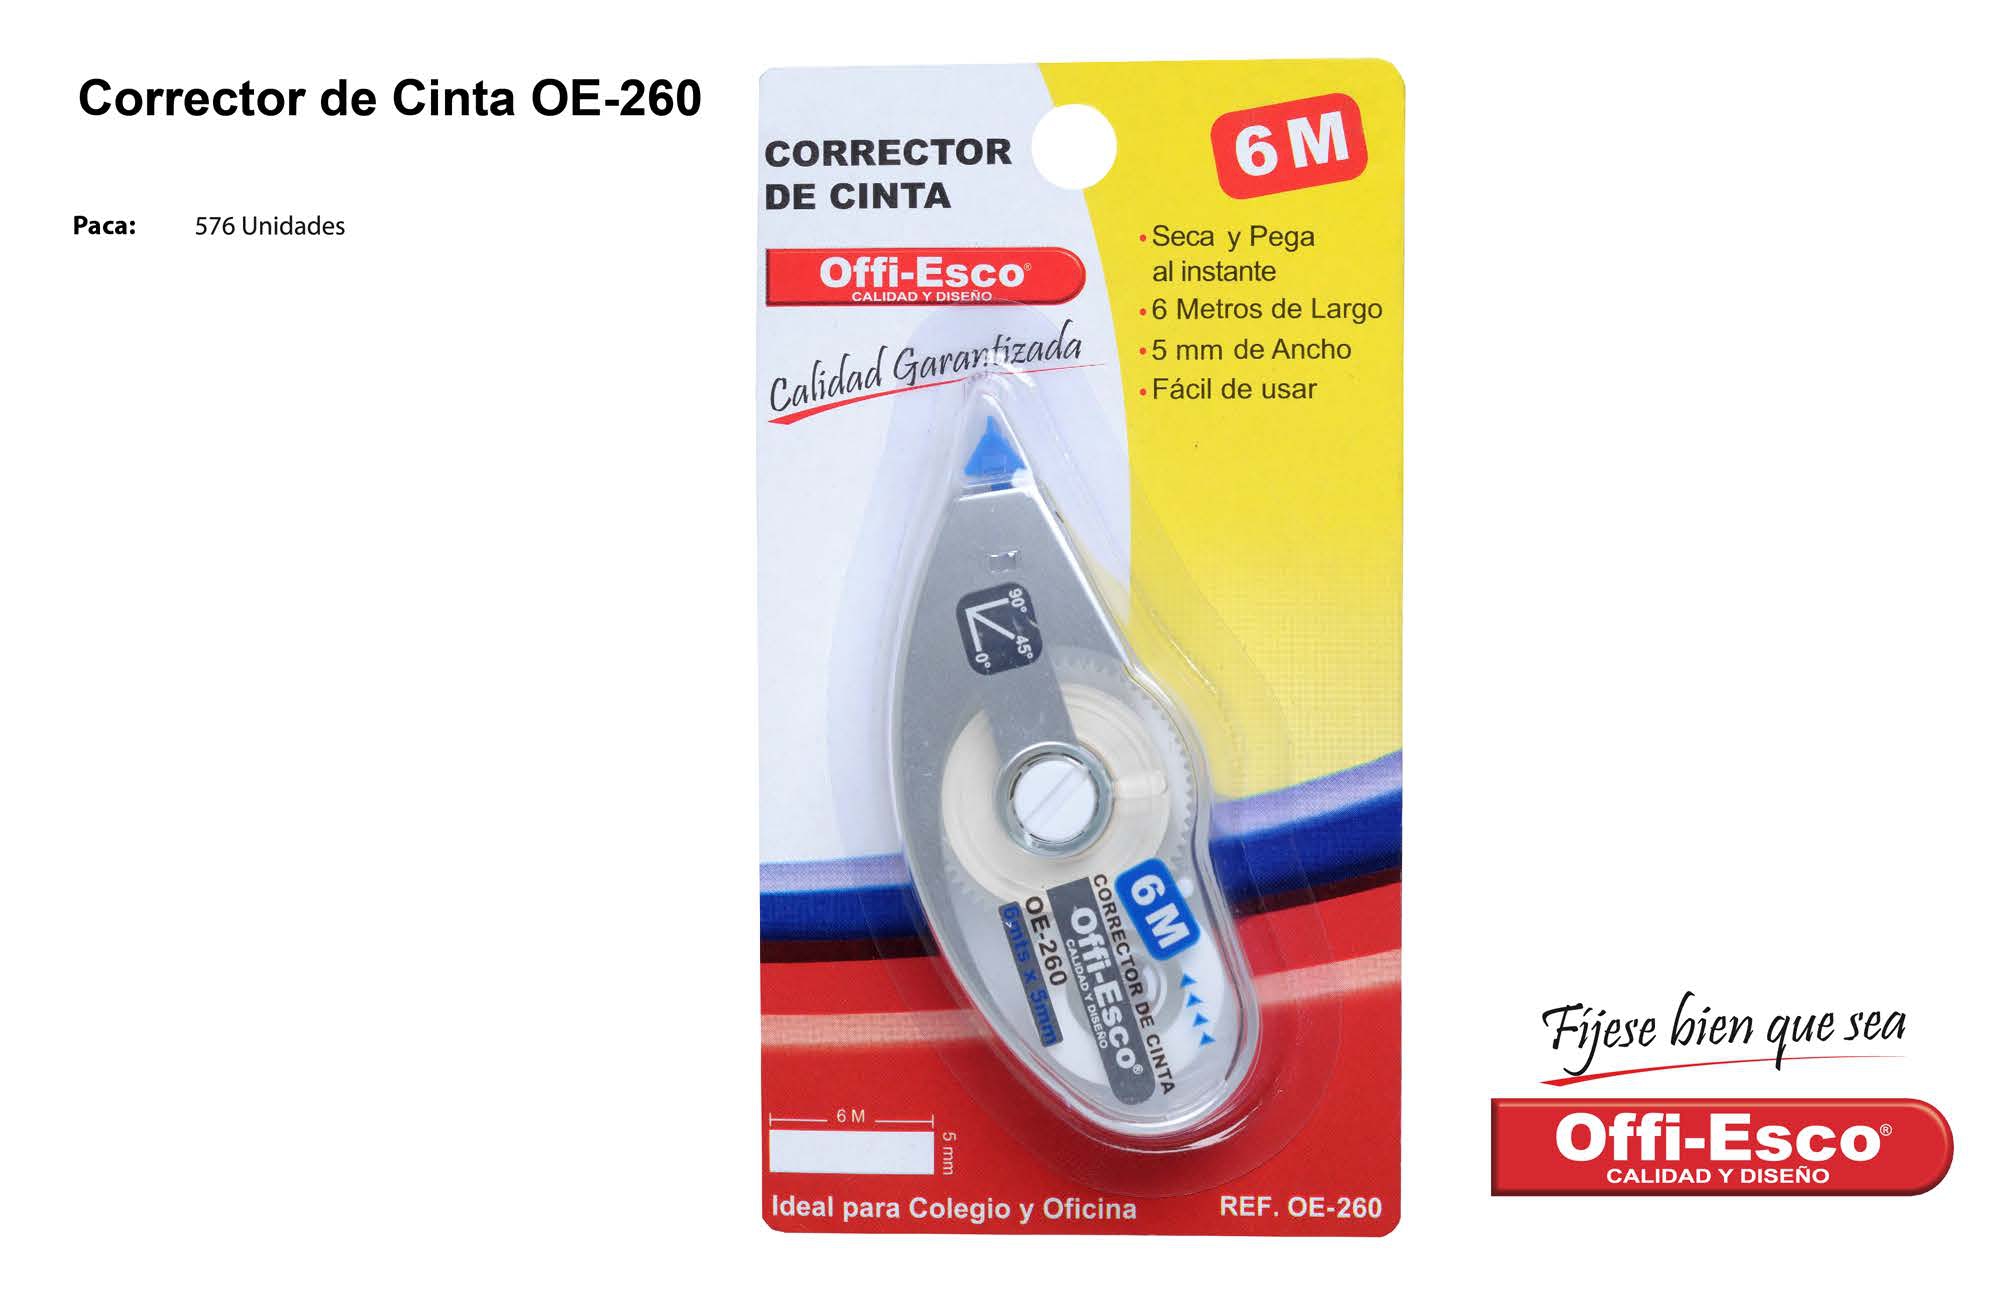 Corrector de Cinta OE-260
Paca: 576 Unidades
CORRECTOR
DE CINTA
6 M
Offi-Esco®
CALIDAD Y DISEÑO
Calidad Garantizada
• Seca y Pega
al instante
• 6 Metros de Largo
• 5 mm de Ancho
• Fácil de usar
90°
45°
0°
6 M
CORRECTOR DE CINTA
Offi-Esco®
CALIDAD Y DISEÑO
OE-260
6mts x 5mm
6 M
5 mm
Ideal para Colegio y Oficina
REF. OE-260
Fíjese bien que sea
Offi-Esco®
CALIDAD Y DISEÑO